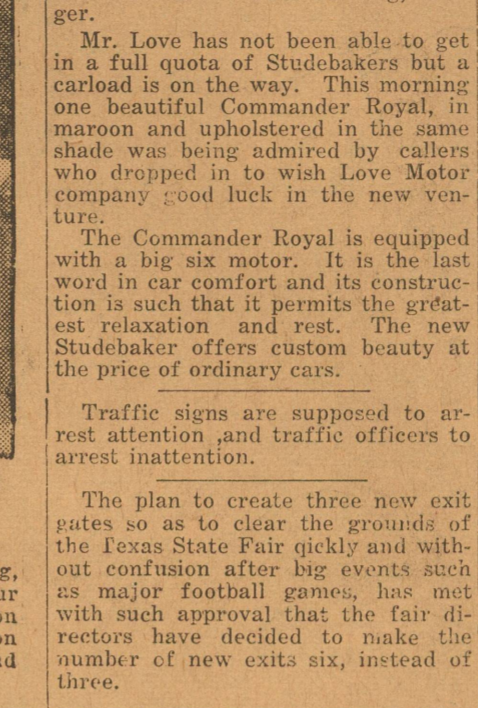 ger.
Mr. Love has not been able to get
in a full quota of Studebakers but a
carload is on the way. This morning
one beautiful Commander Royal, in
maroon and upholstered in the same
shade was being admired by callers
who dropped in to wish Love Motor
company good luck in the new ven-
ture.
The Commander Royal is equipped
with a big six motor. It is the last
word in car comfort and its construc-
tion is such that it permits the great-
est relaxation and rest. The new
Studebaker offers custom beauty at
the price of ordinary cars.
Traffic signs are supposed to ar-
rest attention ,and traffic officers to
arrest inattention.
The plan to create three new exit
gates so as to clear the grounds of
the Texas State Fair qickly and with-
out confusion after big events such
as major football games, has met
with such approval that the fair di-
rectors have decided to make the
number of new exits six, instead of
three.